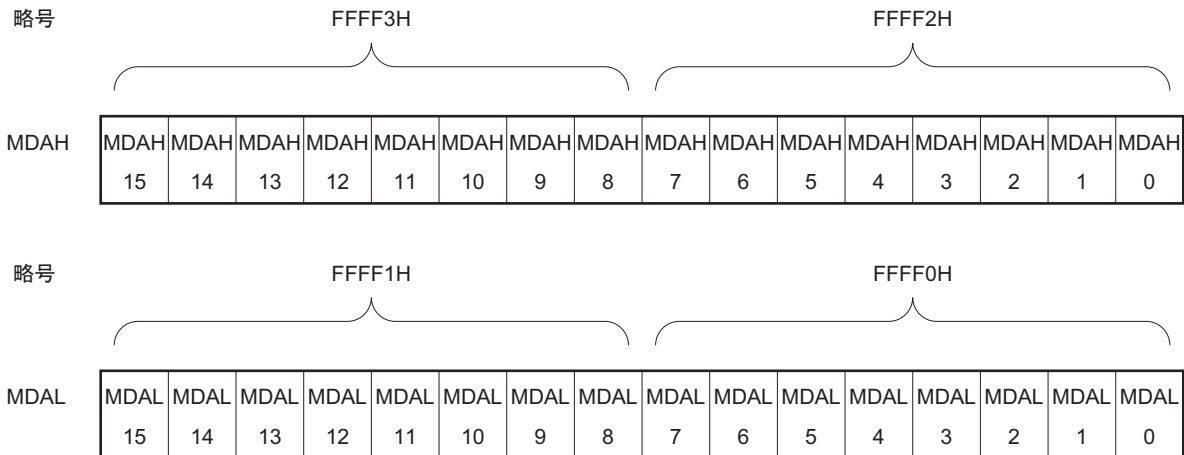 略号 FFFF3H FFFF2H
MDAH MDAH MDAH MDAH MDAH MDAH MDAH MDAH MDAH MDAH MDAH MDAH MDAH MDAH MDAH MDAH MDAH
15 14 13 12 11 10 9 8 7 6 5 4 3 2 1 0
略号 FFFF1H FFFF0H
MDAL MDAL MDAL MDAL MDAL MDAL MDAL MDAL MDAL MDAL MDAL MDAL MDAL MDAL MDAL MDAL MDAL
15 14 13 12 11 10 9 8 7 6 5 4 3 2 1 0